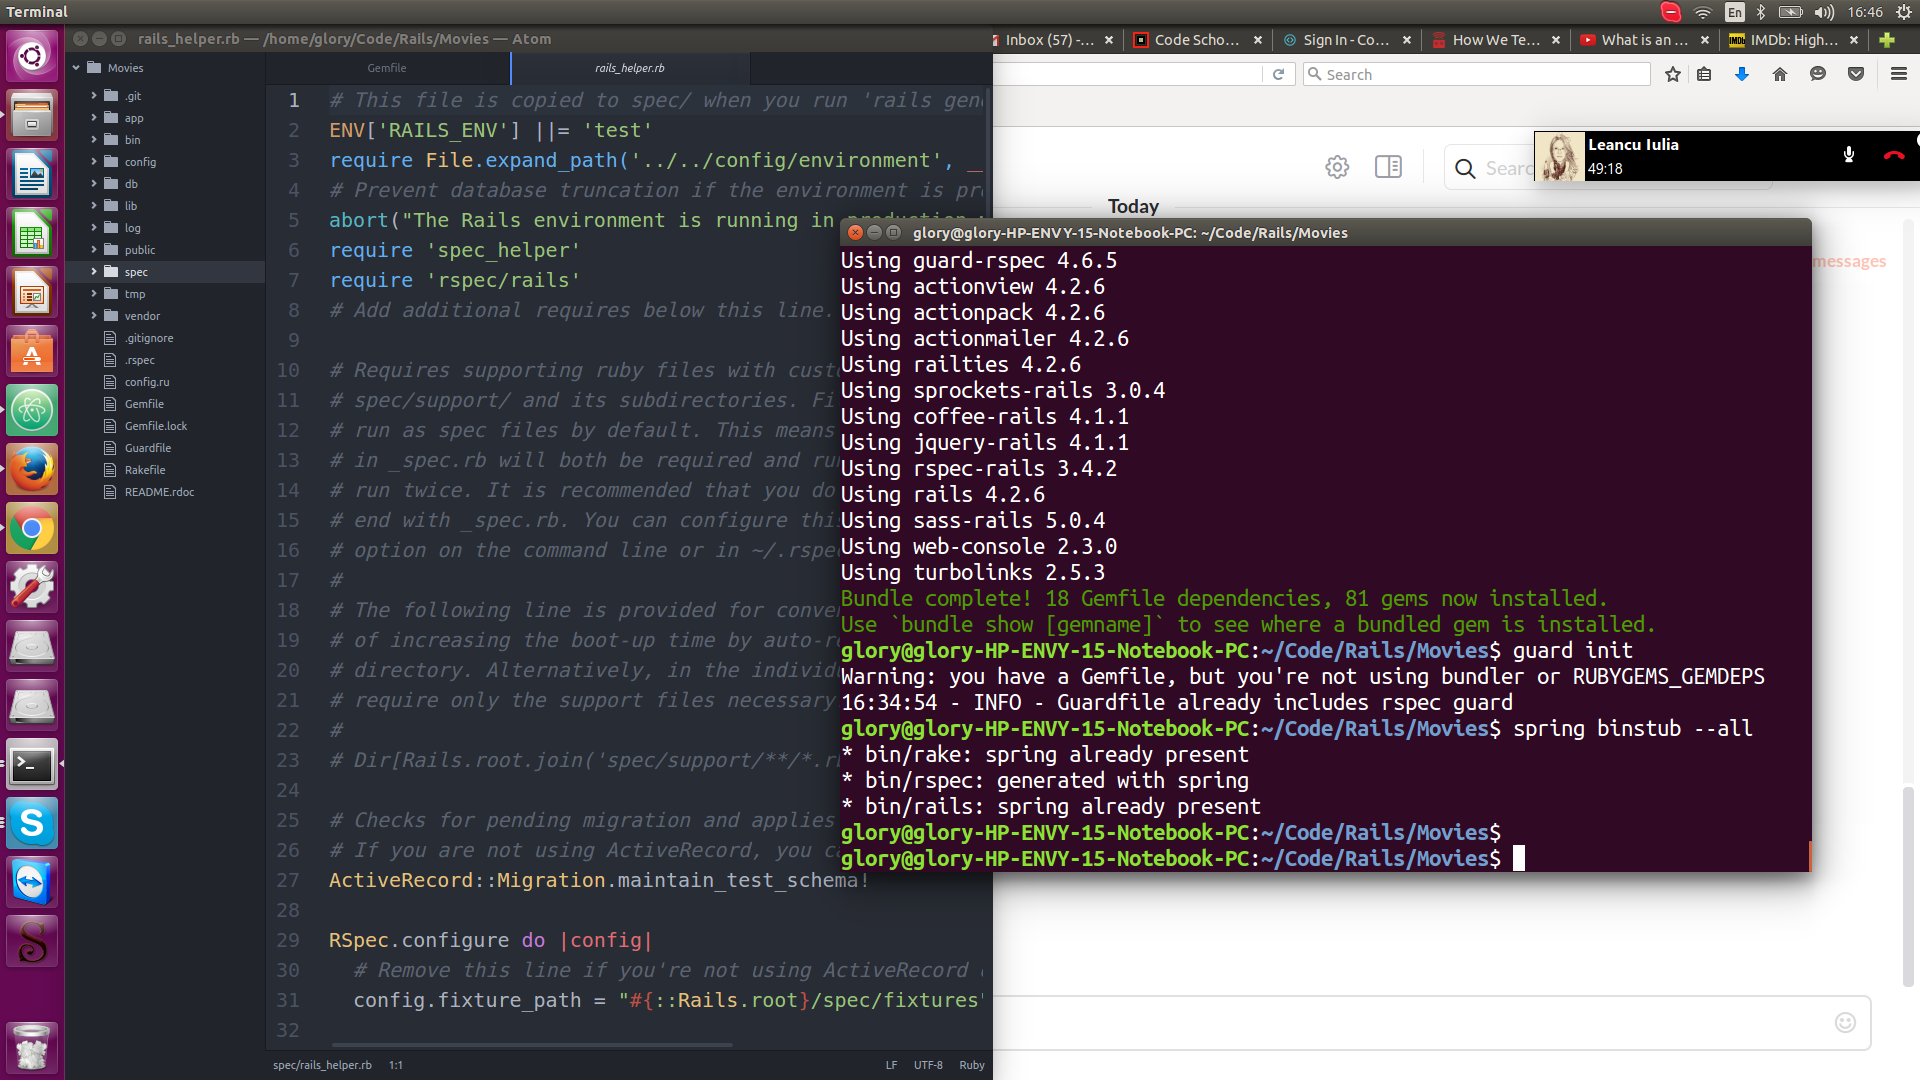 Terminal
En
16:46
rails_helper.rb — /home/glory/Code/Rails/Movies — Atom
Movies
.git
app
bin
config
db
lib
log
public
spec
tmp
vendor
.gitignore
.rspec
config.ru
Gemfile
Gemfile.lock
Guardfile
Rakefile
README.rdoc
Gemfile
rails_helper.rb
1 # This file is copied to spec/ when you run 'rails gen
2 ENV['RAILS_ENV'] ||= 'test'
3 require File.expand_path('../../config/environment', __
4 # Prevent database truncation if the environment is pr
5 abort("The Rails environment is running in production
6 require 'spec_helper'
7 require 'rspec/rails'
8 # Add additional requires below this line.
9
10 # Requires supporting ruby files with cust
11 # spec/support/ and its subdirectories. Fi
12 # run as spec files by default. This means
13 # in _spec.rb will both be required and ru
14 # run twice. It is recommended that you do
15 # end with _spec.rb. You can configure thi
16 # option on the command line or in ~/.rspe
17 #
18 # The following line is provided for conve
19 # of increasing the boot-up time by auto-r
20 # directory. Alternatively, in the individ
21 # require only the support files necessary
22 #
23 # Dir[Rails.root.join('spec/support/**/*.r
24
25 # Checks for pending migration and applies
26 # If you are not using ActiveRecord, you c
27 ActiveRecord::Migration.maintain_test_schema!
28
29 RSpec.configure do |config|
30 # Remove this line if you're not using ActiveRecord
31 config.fixture_path = "#{::Rails.root}/spec/fixtures"
32
spec/rails_helper.rb 1:1
LF UTF-8 Ruby
Inbox (57) -...
Code Scho...
Sign In - Co...
How We Te...
What is an ...
IMDb: High...
Search
Leancu Iulia
49:18
Searc
Today
messages
glory@glory-HP-ENVY-15-Notebook-PC: ~/Code/Rails/Movies
Using guard-rspec 4.6.5
Using actionview 4.2.6
Using actionpack 4.2.6
Using actionmailer 4.2.6
Using railties 4.2.6
Using sprockets-rails 3.0.4
Using coffee-rails 4.1.1
Using jquery-rails 4.1.1
Using rspec-rails 3.4.2
Using rails 4.2.6
Using sass-rails 5.0.4
Using web-console 2.3.0
Using turbolinks 2.5.3
Bundle complete! 18 Gemfile dependencies, 81 gems now installed.
Use `bundle show [gemname]` to see where a bundled gem is installed.
glory@glory-HP-ENVY-15-Notebook-PC:~/Code/Rails/Movies$ guard init
Warning: you have a Gemfile, but you're not using bundler or RUBYGEMS_GEMDEPS
16:34:54 - INFO - Guardfile already includes rspec guard
glory@glory-HP-ENVY-15-Notebook-PC:~/Code/Rails/Movies$ spring binstub --all
* bin/rake: spring already present
* bin/rspec: generated with spring
* bin/rails: spring already present
glory@glory-HP-ENVY-15-Notebook-PC:~/Code/Rails/Movies$
glory@glory-HP-ENVY-15-Notebook-PC:~/Code/Rails/Movies$